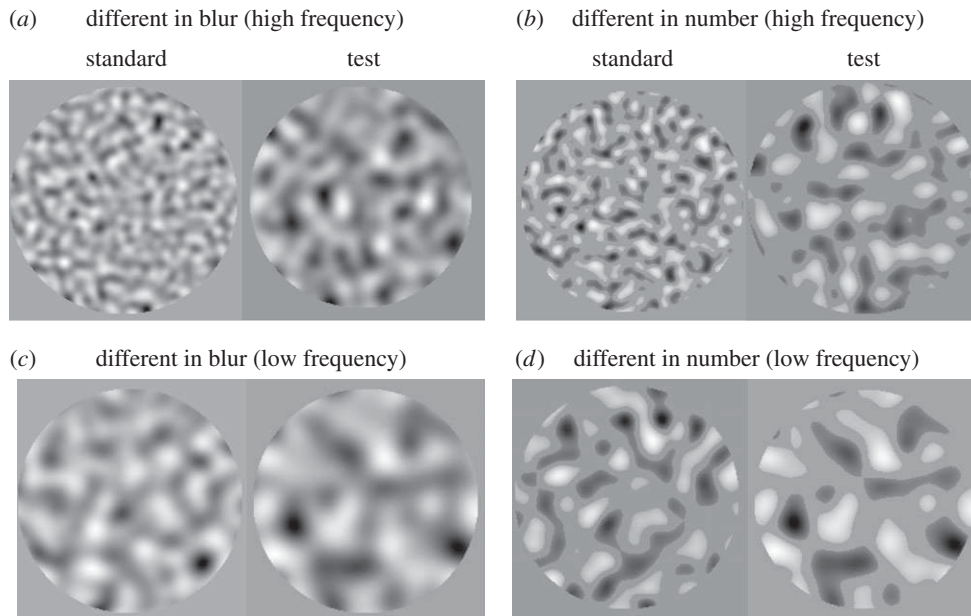 (a) different in blur (high frequency)
standard test
(b) different in number (high frequency)
standard test
(c) different in blur (low frequency)
(d) different in number (low frequency)